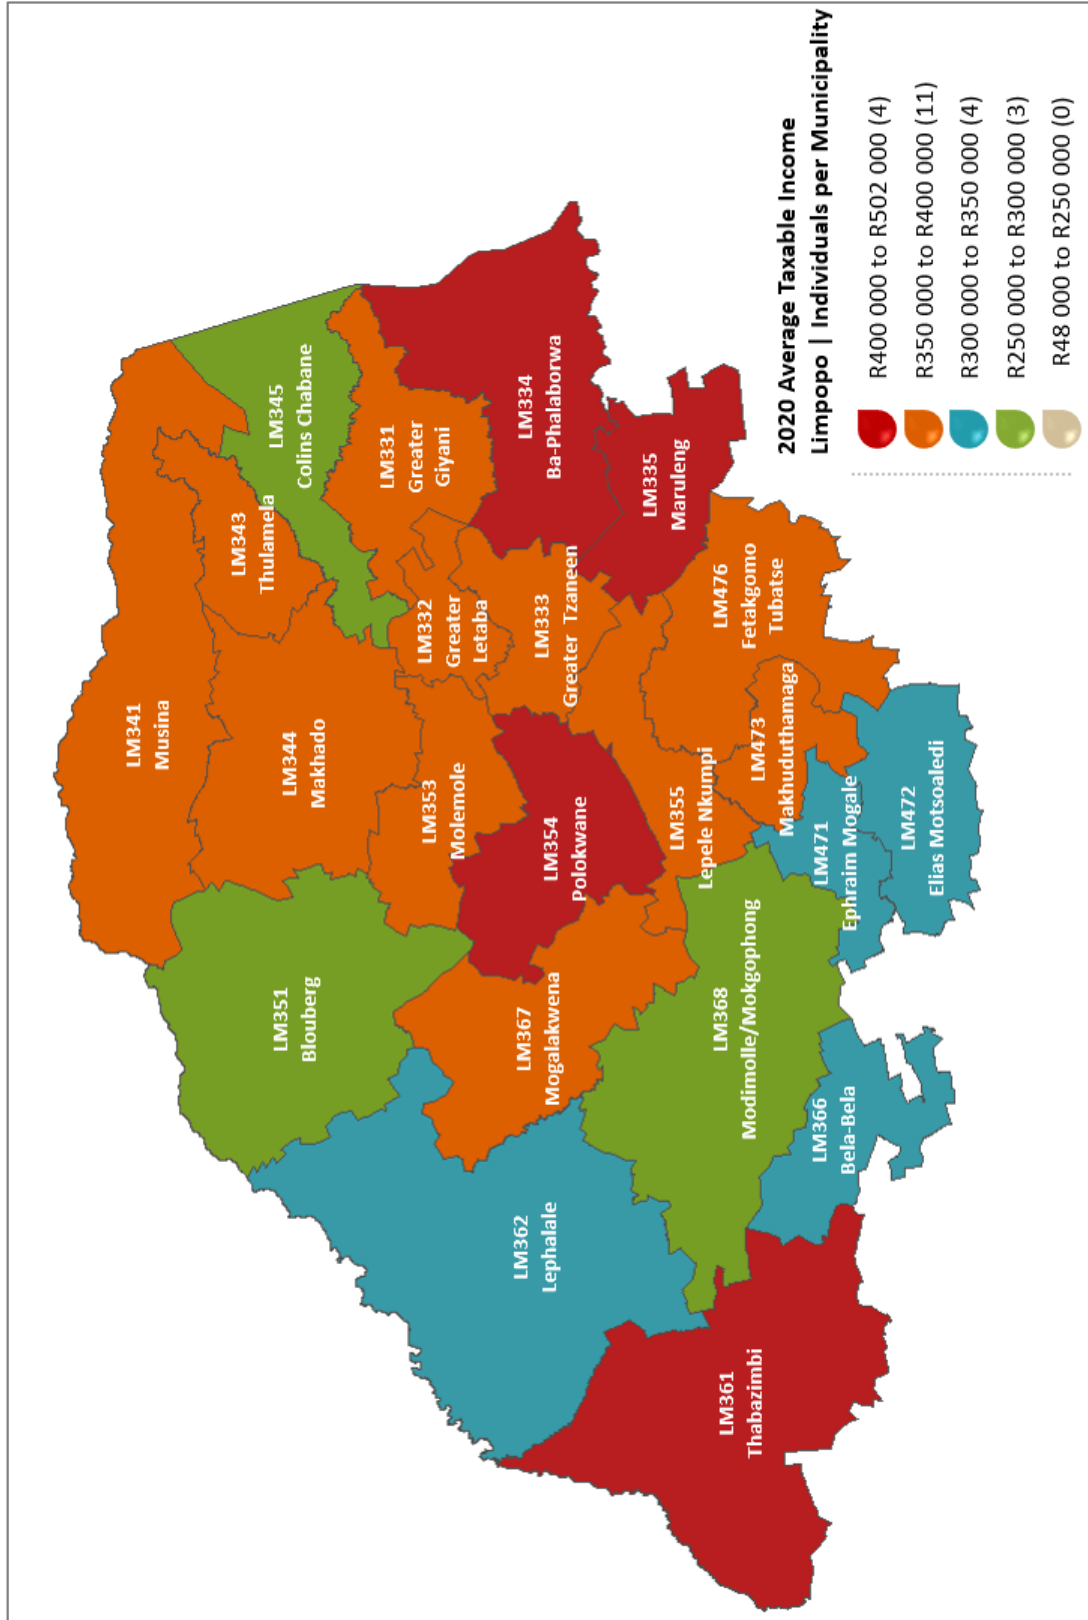 LM341
Musina
LM343
Thulamela
LM345
Colins Chabane
LM344
Makhado
LM351
Blouberg
LM331
Greater
Giyani
LM332
Greater
Letaba
LM353
Molemole
LM334
Ba-Phalaborwa
LM333
Greater Tzaneen
LM354
Polokwane
LM367
Mogalakwena
LM362
Lephalale
LM335
Maruleng
LM355
Lepele Nkumpi
LM476
Fetakgomo
Tubatse
LM473
Makhuduthamaga
LM368
Modimolle/Mokgophong
LM471
Ephraim Mogale
LM472
Elias Motsoaledi
LM366
Bela-Bela
LM361
Thabazimbi
2020 Average Taxable Income
Limpopo | Individuals per Municipality
R400 000 to R502 000 (4)
R350 000 to R400 000 (11)
R300 000 to R350 000 (4)
R250 000 to R300 000 (3)
R48 000 to R250 000 (0)